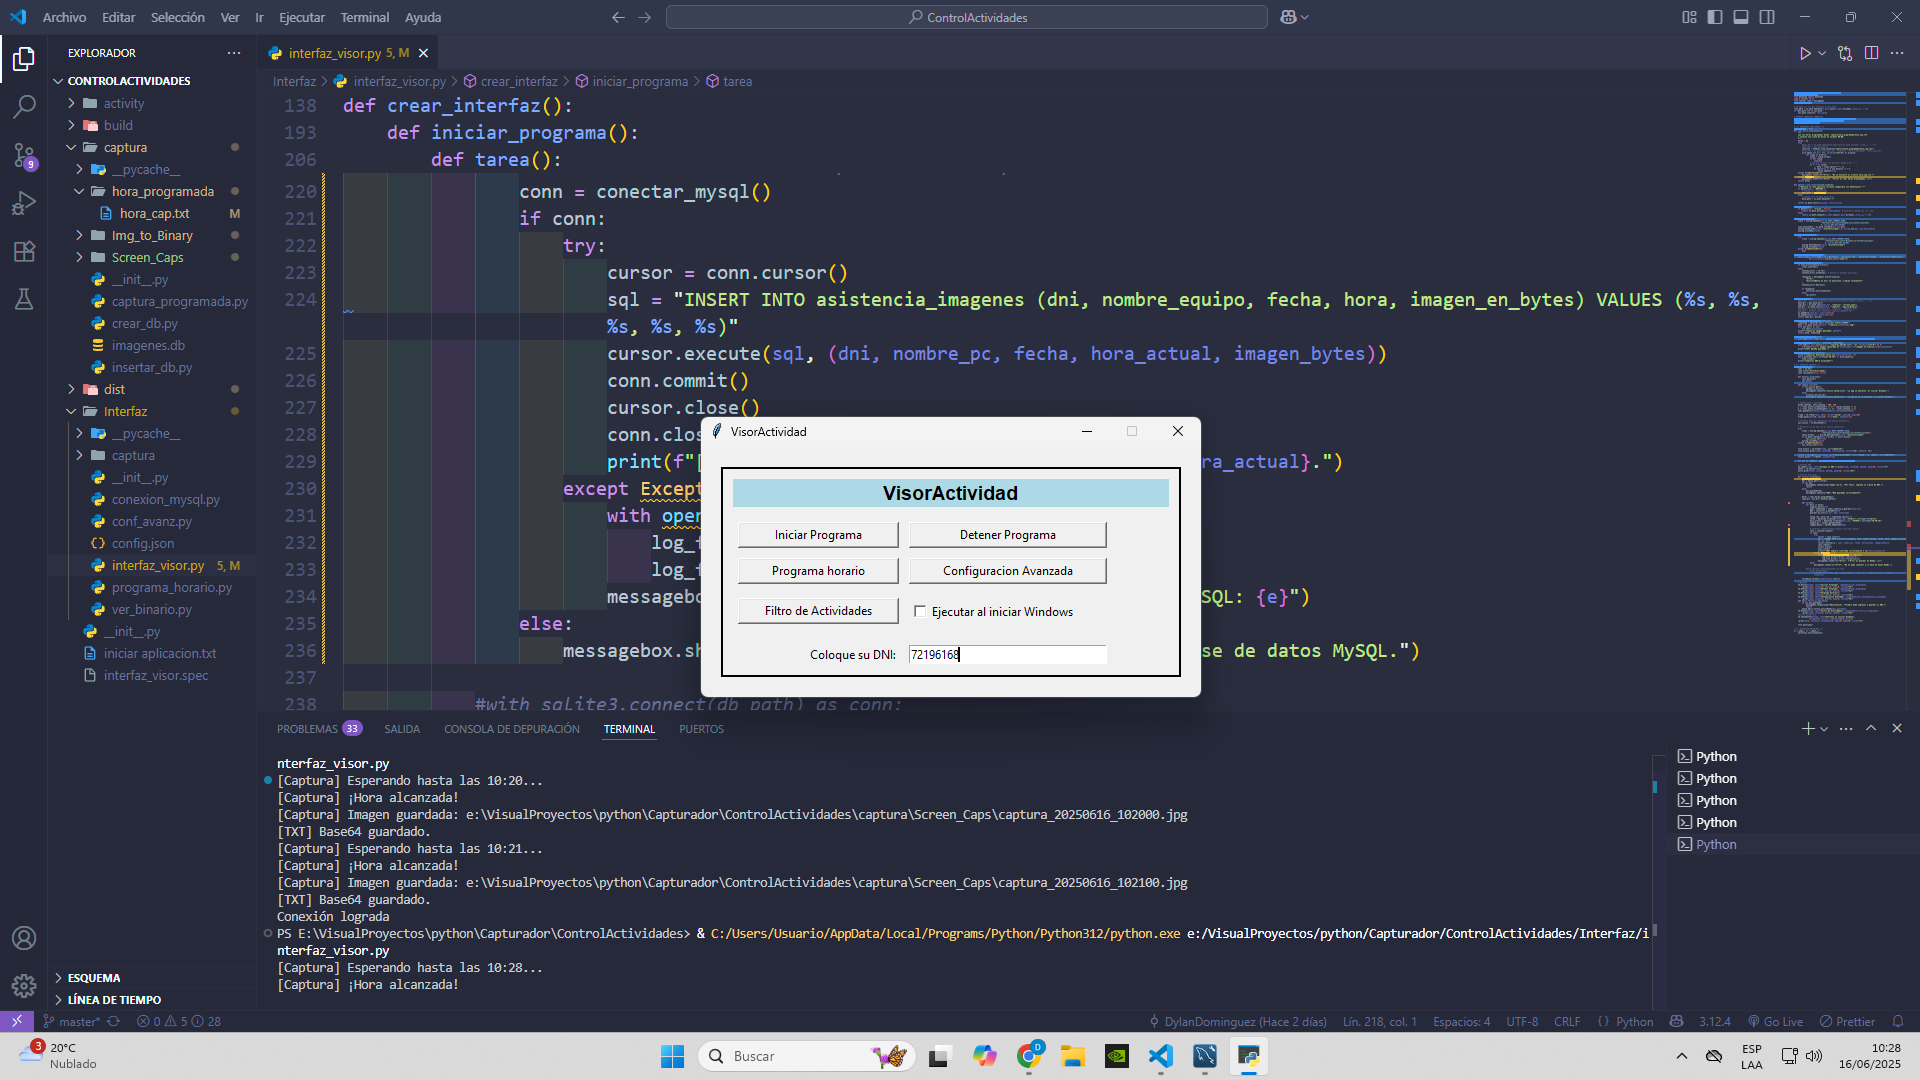 Archivo Editar Selección Ver Ir Ejecutar Terminal Ayuda
ControlActividades
EXPLORADOR
CONTROLACTIVIDADES
activity
build
captura
__pycache__
hora_programada
hora_cap.txt M
Img_to_Binary
Screen_Caps
__init__.py
captura_programada.py
crear_db.py
imagenes.db
insertar_db.py
dist
Interfaz
__pycache__
captura
__init__.py
conexion_mysql.py
conf_avanz.py
config.json
interfaz_visor.py 5, M
programa_horario.py
ver_binario.py
__init__.py
iniciar aplicacion.txt
interfaz_visor.spec
ESQUEMA
LÍNEA DE TIEMPO
9
interfaz_visor.py 5, M
Interfaz > interfaz_visor.py > crear_interfaz > iniciar_programa > tarea
138 def crear_interfaz():
193 def iniciar_programa():
206 def tarea():
220 conn = conectar_mysql()
221 if conn:
222 try:
223 cursor = conn.cursor()
224 sql = "INSERT INTO asistencia_imagenes (dni, nombre_equipo, fecha, hora, imagen_en_bytes) VALUES (%s, %s,
%s, %s, %s)"
225 cursor.execute(sql, (dni, nombre_pc, fecha, hora_actual, imagen_bytes))
226 conn.commit()
227 cursor.close()
228 conn.clos
229 print(f"[ ra_actual}.")
230 except Except
231 with oper
232 log_f
233 log_f
234 messagebo SQL: {e}")
235 else:
236 messagebox.sh se de datos MySQL.")
237
238 #with sqlite3.connect(db_path) as conn:
VisorActividad
VisorActividad
Iniciar Programa Detener Programa
Programa horario Configuracion Avanzada
Filtro de Actividades Ejecutar al iniciar Windows
Coloque su DNI: 72196168
PROBLEMAS 33 SALIDA CONSOLA DE DEPURACIÓN TERMINAL PUERTOS
nterfaz_visor.py
[Captura] Esperando hasta las 10:20...
[Captura] ¡Hora alcanzada!
[Captura] Imagen guardada: e:\VisualProyectos\python\Capturador\ControlActividades\captura\Screen_Caps\captura_20250616_102000.jpg
[TXT] Base64 guardado.
[Captura] Esperando hasta las 10:21...
[Captura] ¡Hora alcanzada!
[Captura] Imagen guardada: e:\VisualProyectos\python\Capturador\ControlActividades\captura\Screen_Caps\captura_20250616_102100.jpg
[TXT] Base64 guardado.
Conexión lograda
PS E:\VisualProyectos\python\Capturador\ControlActividades> & C:/Users/Usuario/AppData/Local/Programs/Python/Python312/python.exe e:/VisualProyectos/python/Capturador/ControlActividades/Interfaz/i
nterfaz_visor.py
[Captura] Esperando hasta las 10:28...
[Captura] ¡Hora alcanzada!
Python
Python
Python
Python
Python
master* 0 5 28 DylanDominguez (Hace 2 días) Lín. 218, col. 1 Espacios: 4 UTF-8 CRLF Python 3.12.4 Go Live Prettier
3
20°C
Nublado
Buscar
D
ESP
LAA
10:28
16/06/2025